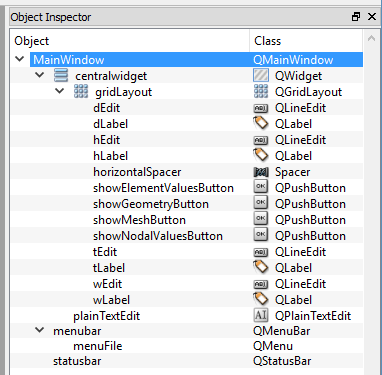 Object Inspector
Object Class
MainWindow QMainWindow
centralwidget QWidget
gridLayout QGridLayout
dEdit QLineEdit
dLabel QLabel
hEdit QLineEdit
hLabel QLabel
horizontalSpacer Spacer
showElementValuesButton QPushButton
showGeometryButton QPushButton
showMeshButton QPushButton
showNodalValuesButton QPushButton
tEdit QLineEdit
tLabel QLabel
wEdit QLineEdit
wLabel QLabel
plainTextEdit QPlainTextEdit
menubar QMenuBar
menuFile QMenu
statusbar QStatusBar